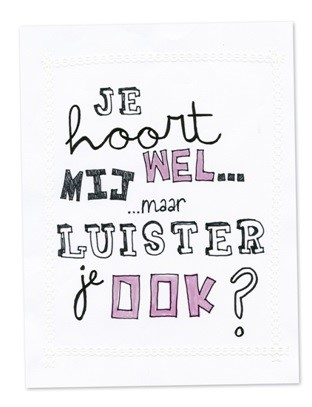 JE
hoort
MIJ WEL...
...maar
LUISTER
je OOK?